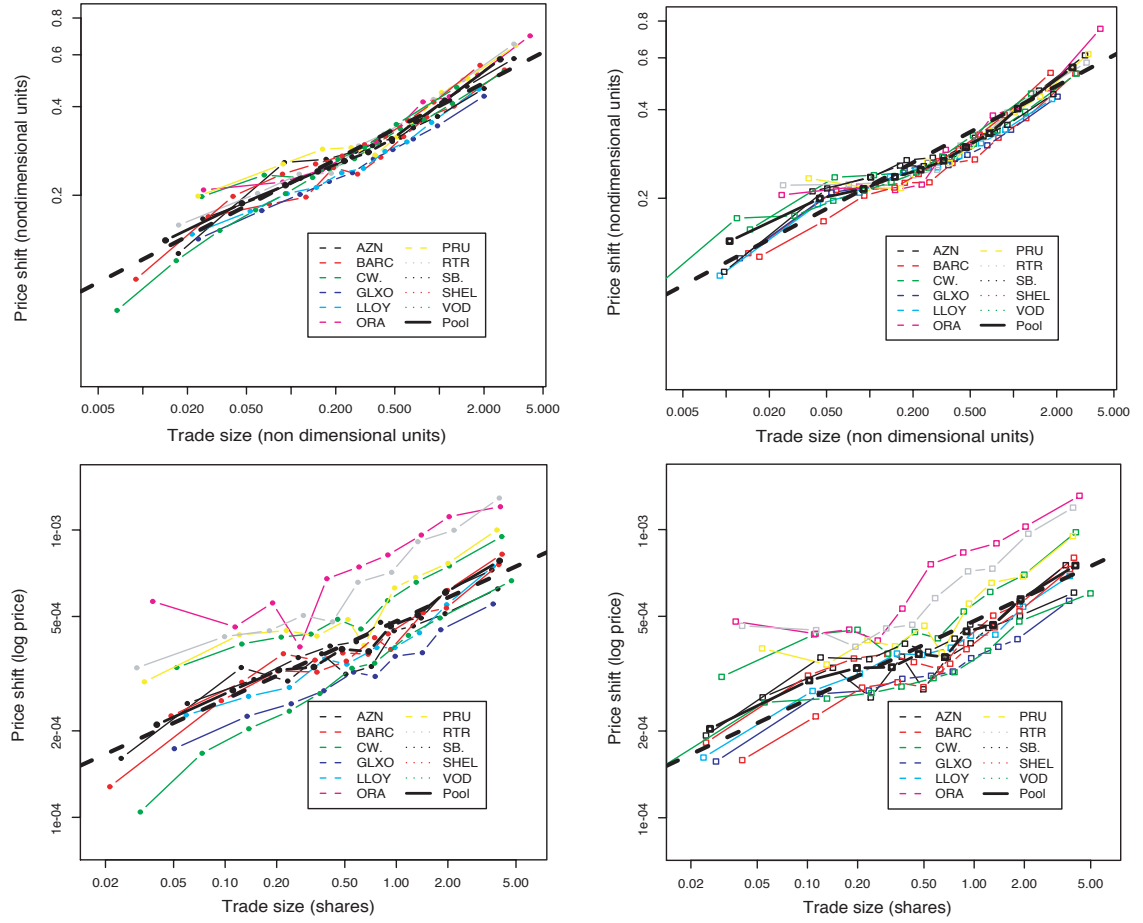 Price shift (nondimensional units)
0.8
0.6
0.4
0.2
AZN PRU
BARC RTR
CW. SB.
GLXO SHEL
LLOY VOD
ORA Pool
0.005 0.020 0.050 0.200 0.500 2.000 5.000
Trade size (non dimensional units)
Price shift (nondimensional units)
0.8
0.6
0.4
0.2
AZN PRU
BARC RTR
CW. SB.
GLXO SHEL
LLOY VOD
ORA Pool
0.005 0.050 0.200 0.500 2.000 5.000
Trade size (non dimensional units)
Price shift (log price)
1e-03
5e-04
2e-04
1e-04
AZN PRU
BARC RTR
CW. SB.
GLXO SHEL
LLOY VOD
ORA Pool
0.02 0.05 0.10 0.20 0.50 1.00 2.00 5.00
Trade size (shares)
Price shift (log price)
1e-03
5e-04
2e-04
1e-04
AZN PRU
BARC RTR
CW. SB.
GLXO SHEL
LLOY VOD
ORA Pool
0.02 0.05 0.10 0.20 0.50 1.00 2.00 5.00
Trade size (shares)